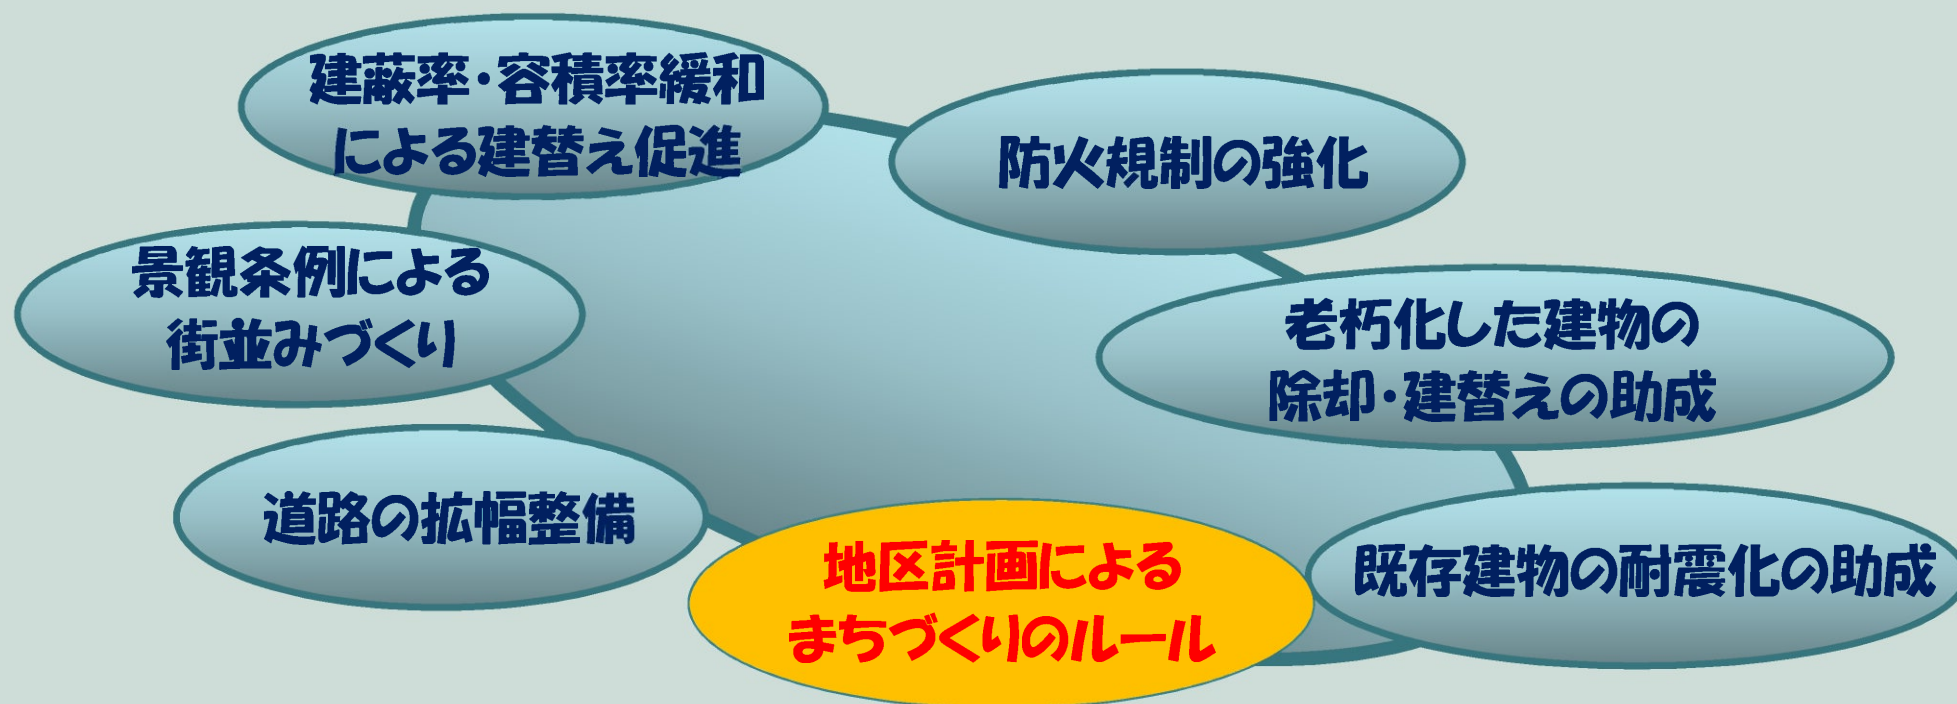 建蔽率・容積率緩和
による建替え促進
防火規制の強化
景観条例による
街並みづくり
老朽化した建物の
除却・建替えの助成
道路の拡幅整備
地区計画による
まちづくりのルール
既存建物の耐震化の助成